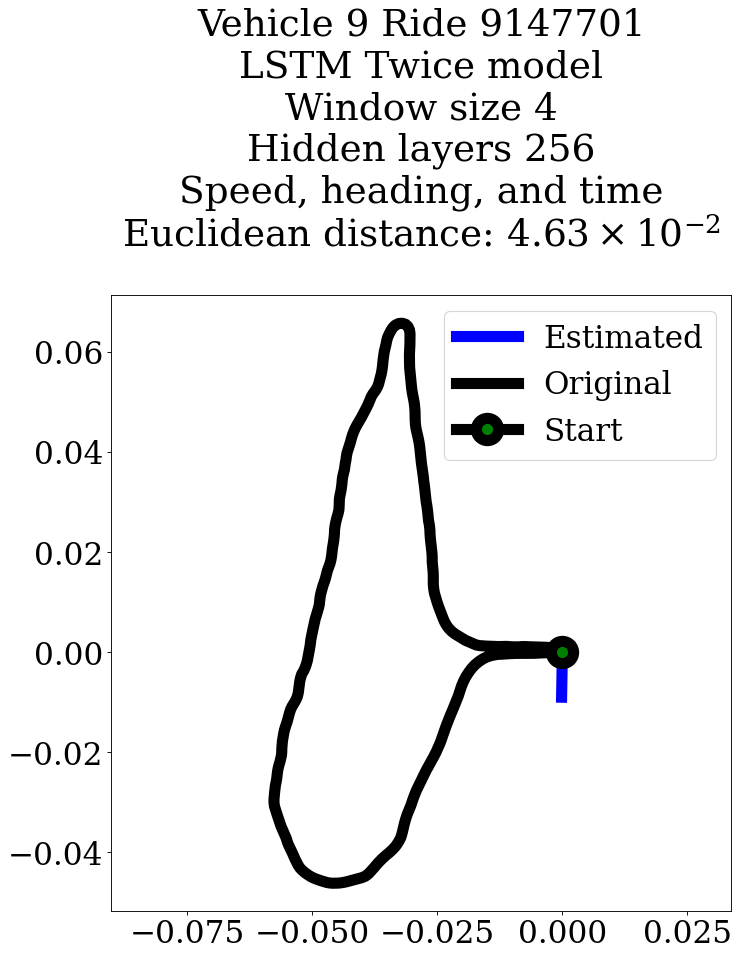 Vehicle 9 Ride 9147701
LSTM Twice model
Window size 4
Hidden layers 256
Speed, heading, and time
Euclidean distance: 4.63 × 10⁻²
Estimated
Original
Start
0.06
0.04
0.02
0.00
−0.02
−0.04
−0.075 −0.050 −0.025 0.000 0.025